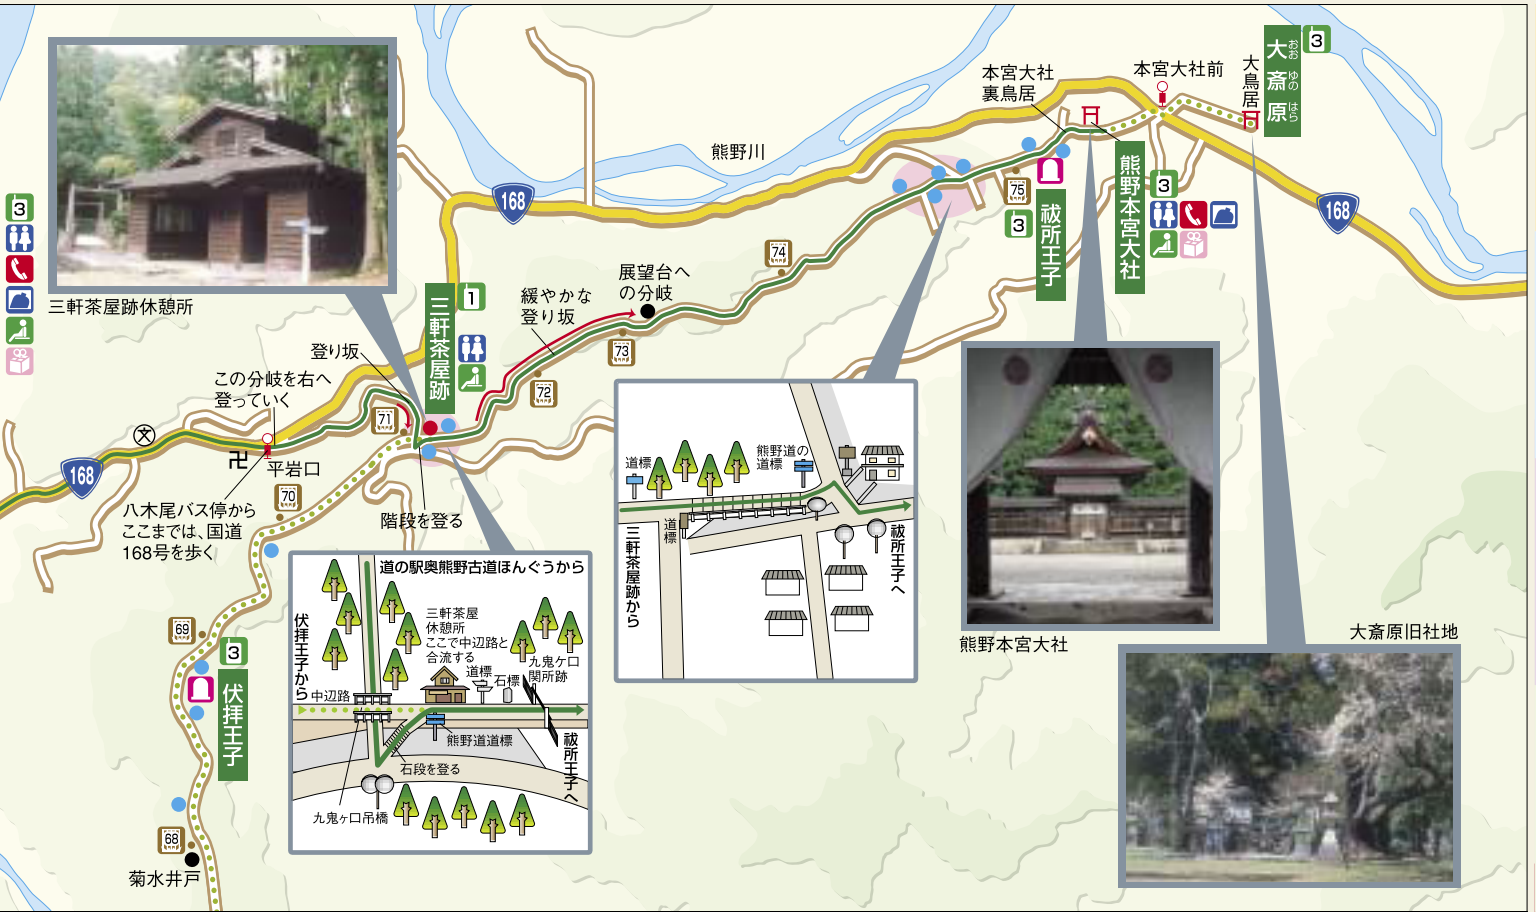 三軒茶屋跡休憩所
3
168
熊野川
本宮大社
裏鳥居
本宮大社前
大鳥居
大斎原
おお
ゆの
はら
3
熊野本宮大社
3
168
75
3
祓所王子
74
展望台へ
の分岐
緩やかな
登り坂
73
72
三軒茶屋跡
1
登り坂
この分岐を右へ
登っていく
71
文
卍
平岩口
168
八木尾バス停から
ここまでは、国道
168号を歩く
70
階段を登る
69
3
伏拝王子
68
菊水井戸
道の駅奥熊野古道ほんぐうから
伏拝王子から
三軒茶屋
休憩所
ここで中辺路と
合流する
九鬼ケ口
関所跡
道標
石標
中辺路
熊野道道標
石段を登る
祓所王子へ
九鬼ヶ口吊橋
道標
熊野道の
道標
道標
三軒茶屋跡から
祓所王子へ
熊野本宮大社
大斎原旧社地